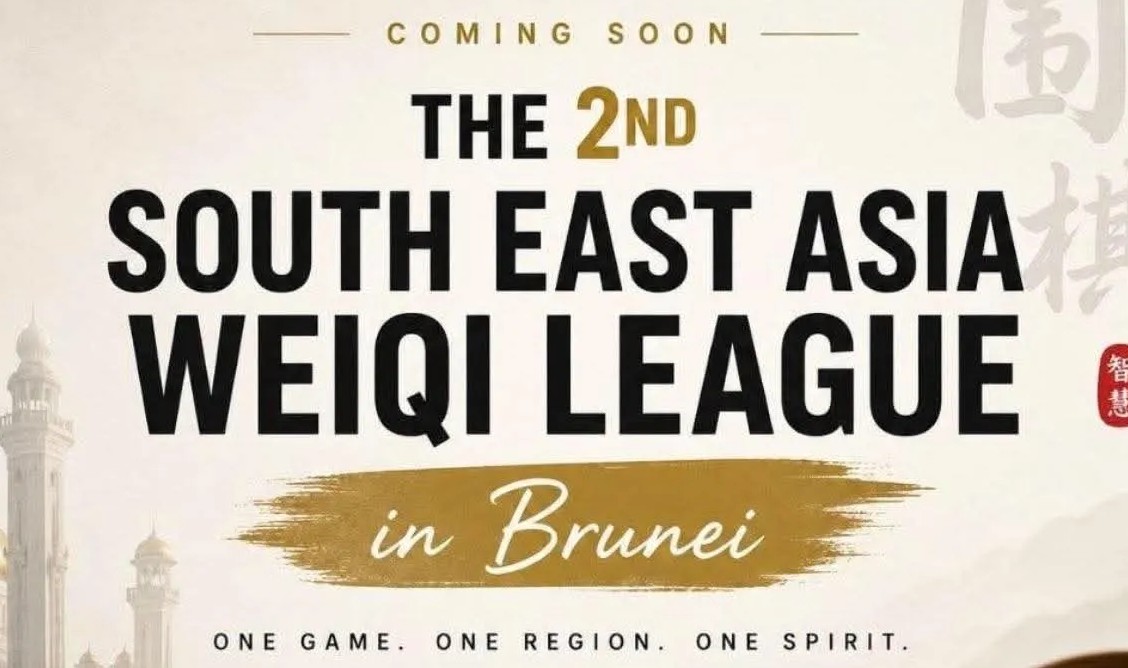 COMING SOON
THE 2ND
SOUTH EAST ASIA
WEIQI LEAGUE
in Brunei
ONE GAME. ONE REGION. ONE SPIRIT.
围
棋
智
慧